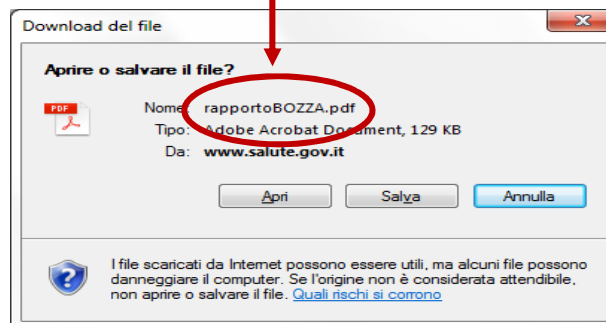 Download del file
Aprire o salvare il file?
PDF
Nome: rapportoBOZZA.pdf
Tipo: Adobe Acrobat Document, 129 KB
Da: www.salute.gov.it
Apri Salva Annulla
I file scaricati da Internet possono essere utili, ma alcuni file possono
danneggiare il computer. Se l'origine non è considerata attendibile,
non aprire o salvare il file. Quali rischi si corrono